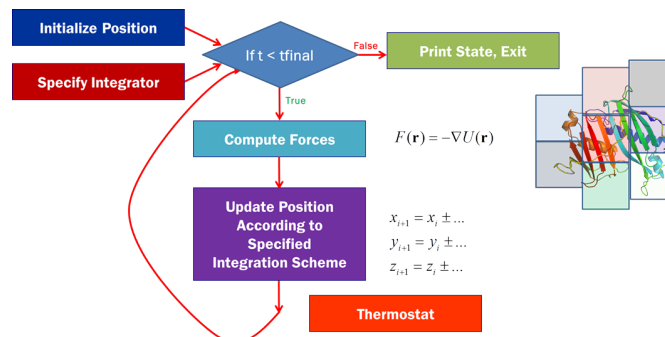 Initialize Position
Specify Integrator
If t < tfinal
False
Print State, Exit
True
Compute Forces
F(r) = −∇U(r)
Update Position
According to
Specified
Integration Scheme
x_{i+1} = x_i ± ...
y_{i+1} = y_i ± ...
z_{i+1} = z_i ± ...
Thermostat